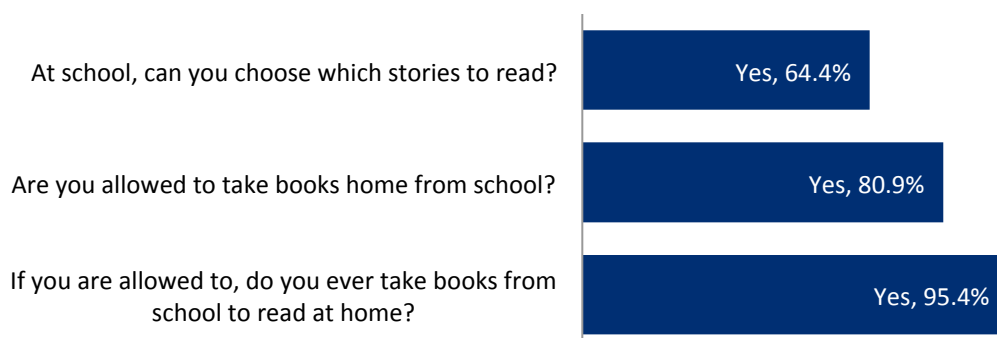 At school, can you choose which stories to read?
Yes, 64.4%
Are you allowed to take books home from school?
Yes, 80.9%
If you are allowed to, do you ever take books from
school to read at home?
Yes, 95.4%